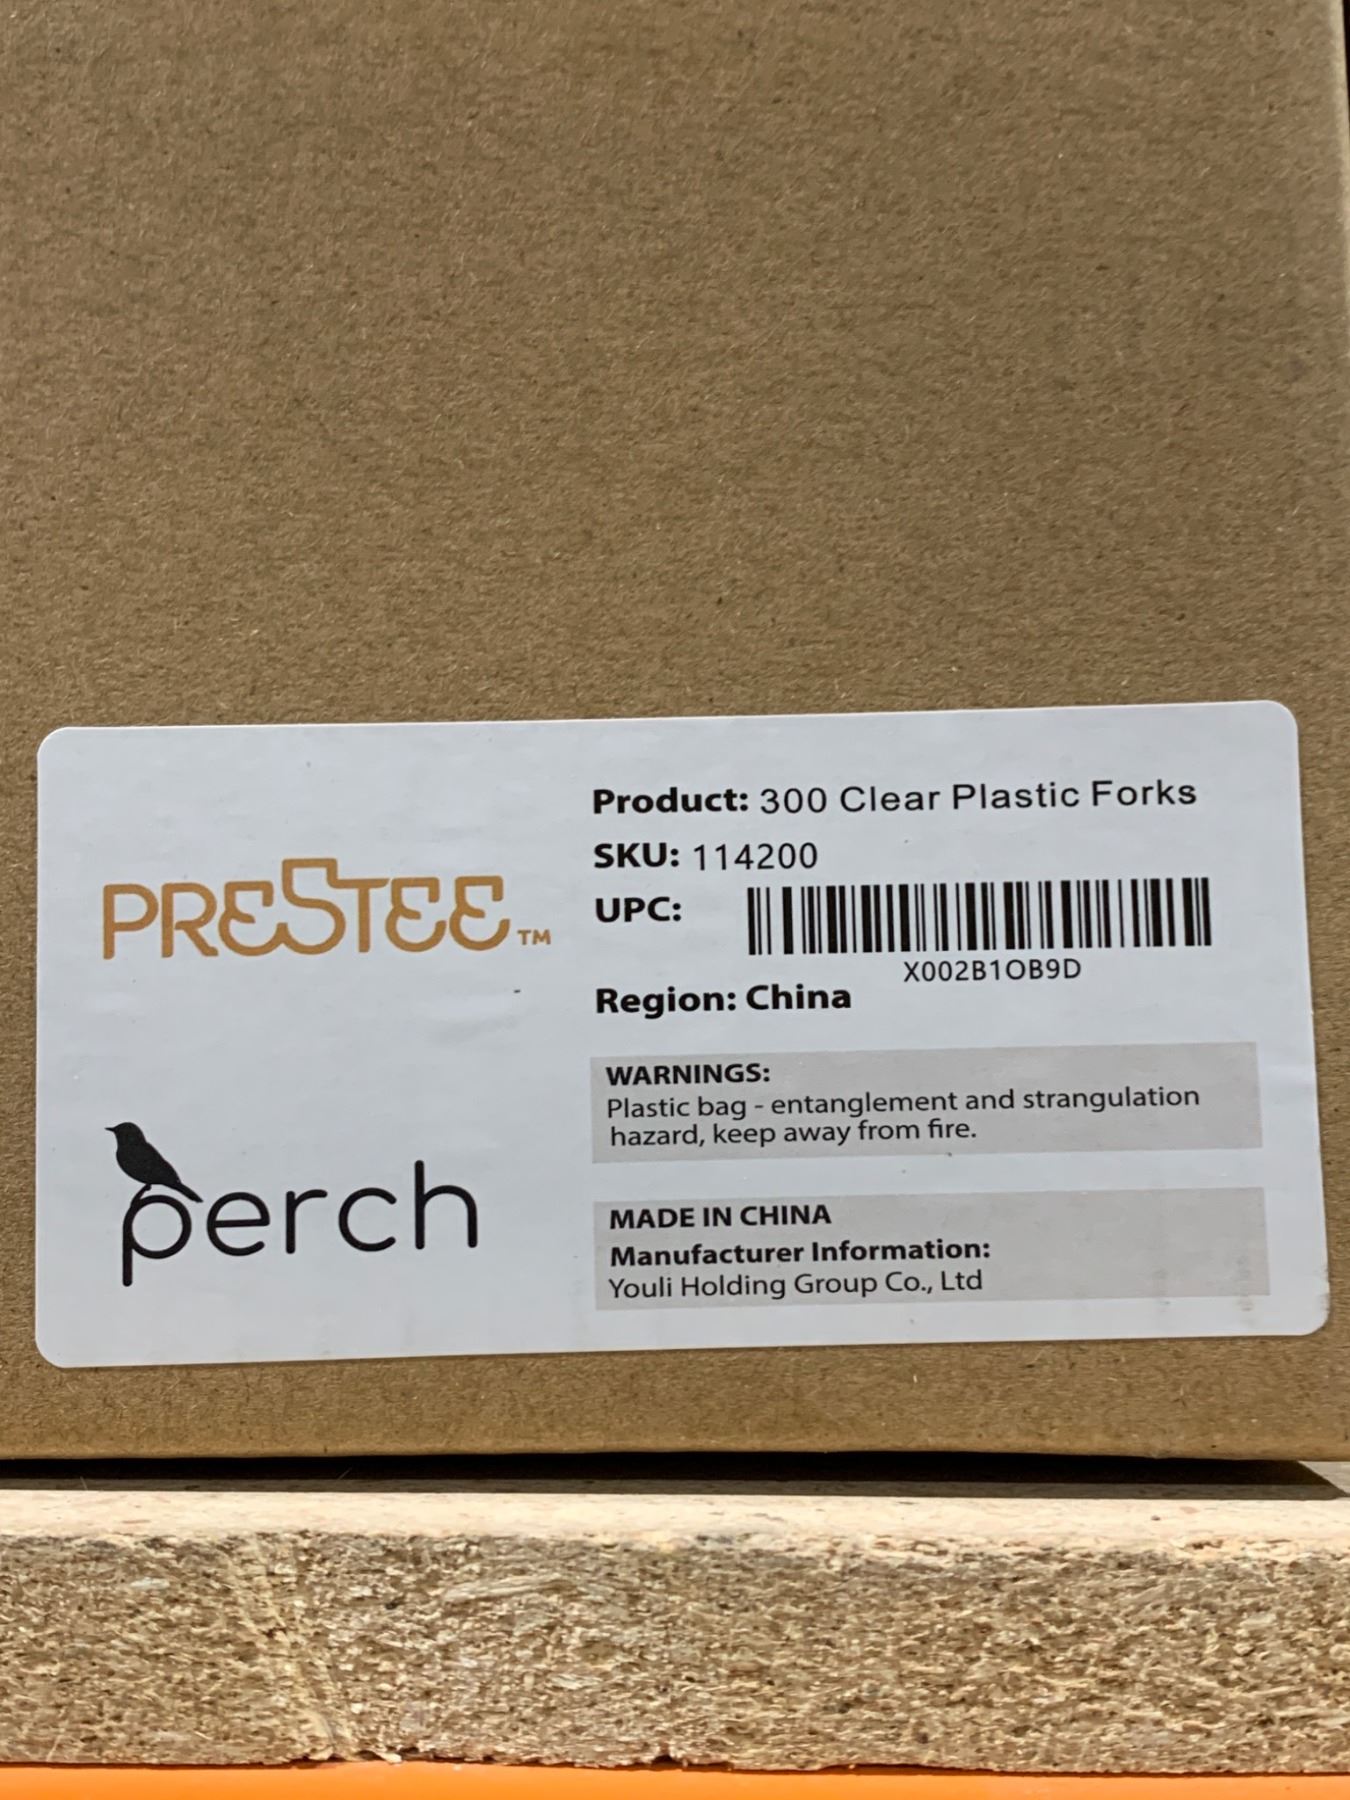 PRESTEE™
perch
Product: 300 Clear Plastic Forks
SKU: 114200
UPC:
X002B1OB9D
Region: China
WARNINGS:
Plastic bag - entanglement and strangulation
hazard, keep away from fire.
MADE IN CHINA
Manufacturer Information:
Youli Holding Group Co., Ltd